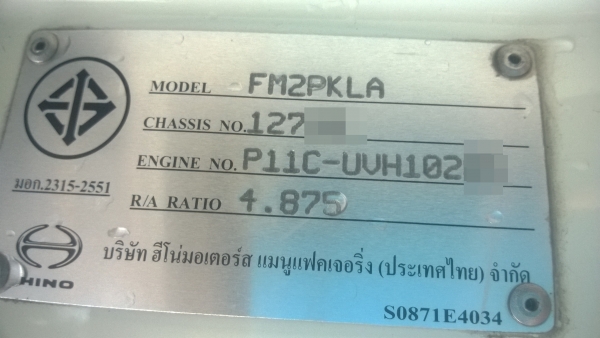 MODEL FM2PKLA
CHASSIS NO. 127
ENGINE NO. P11C-UVH102
มอก.2315-2551
R/A RATIO 4.875
HINO
บริษัท ฮีโน่มอเตอร์ส แมนูแฟคเจอริ่ง (ประเทศไทย) จำกัด
S0871E4034